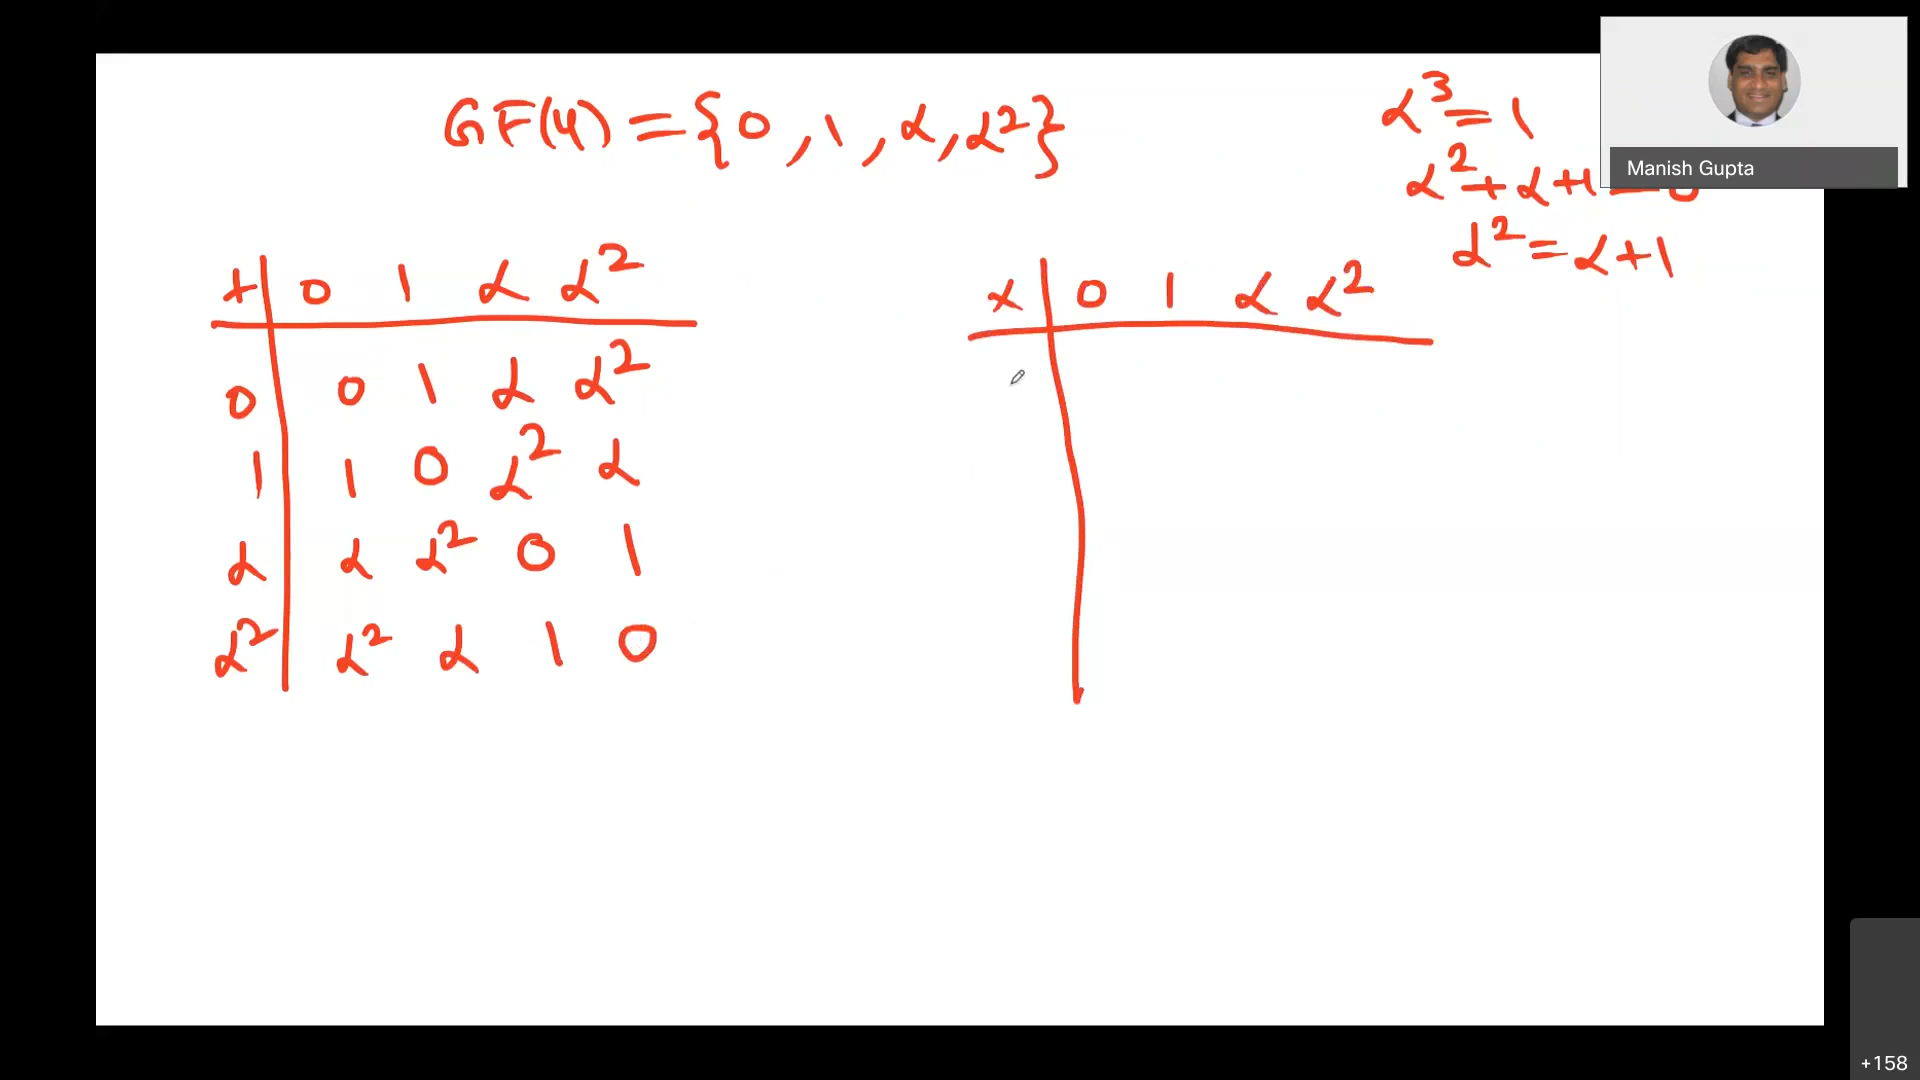 GF(4) = {0, 1, α, α²}
α³ = 1
α² + α + 1 = 0
α² = α + 1
Manish Gupta
+ 0 1 α α²
0 0 1 α α²
1 1 0 α² α
α α α² 0 1
α² α² α 1 0
× 0 1 α α²
+158